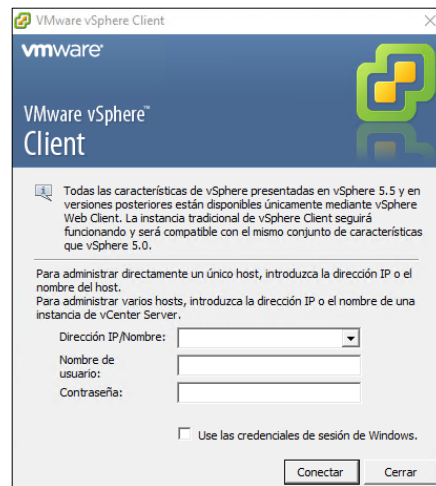 VMware vSphere Client
vmware®
VMware vSphere™
Client
Todas las características de vSphere presentadas en vSphere 5.5 y en
versiones posteriores están disponibles únicamente mediante vSphere
Web Client. La instancia tradicional de vSphere Client seguirá
funcionando y será compatible con el mismo conjunto de características
que vSphere 5.0.
Para administrar directamente un único host, introduzca la dirección IP o el
nombre del host.
Para administrar varios hosts, introduzca la dirección IP o el nombre de una
instancia de vCenter Server.
Dirección IP/Nombre:
Nombre de
usuario:
Contraseña:
Use las credenciales de sesión de Windows.
Conectar Cerrar